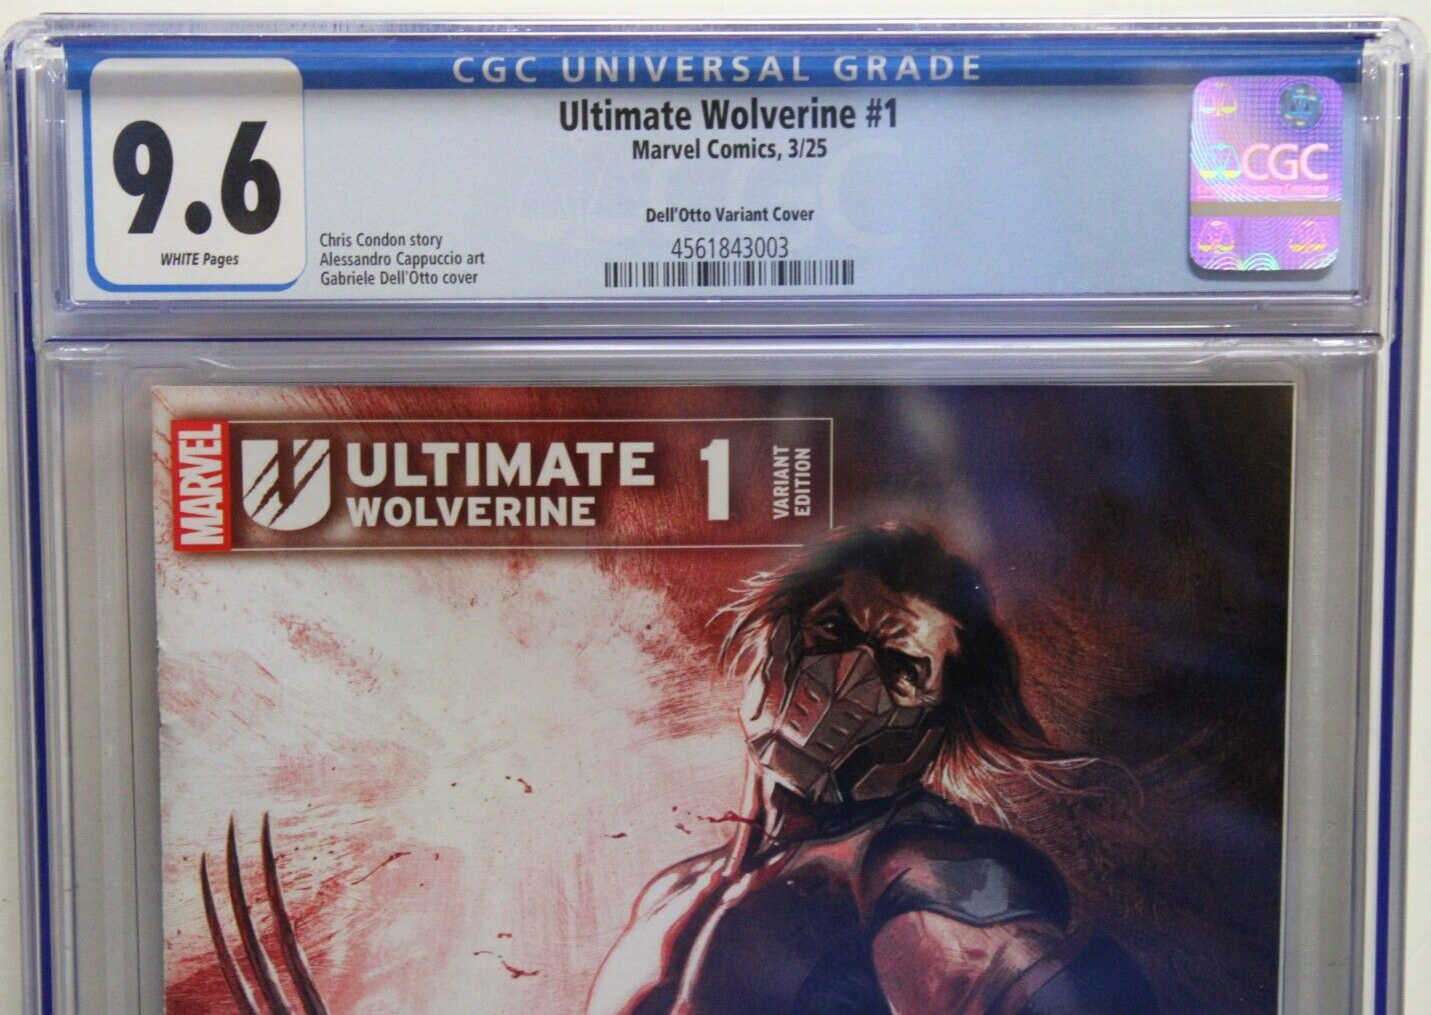 CGC UNIVERSAL GRADE
9.6
WHITE Pages
Ultimate Wolverine #1
Marvel Comics, 3/25
Dell'Otto Variant Cover
4561843003
Chris Condon story
Alessandro Cappuccio art
Gabriele Dell'Otto cover
CGC
MARVEL
ULTIMATE
WOLVERINE
1
VARIANT
EDITION